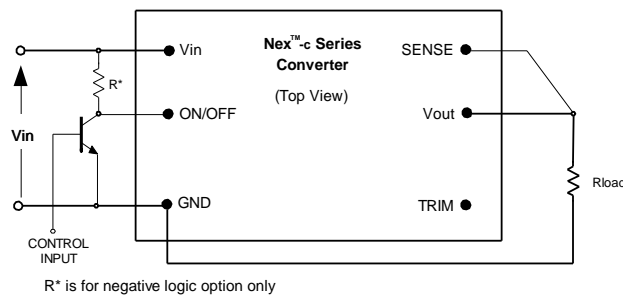 Nex™-c Series
Converter
(Top View)
Vin
SENSE
R*
ON/OFF
Vout
Vin
Rload
GND
TRIM
CONTROL
INPUT
R* is for negative logic option only